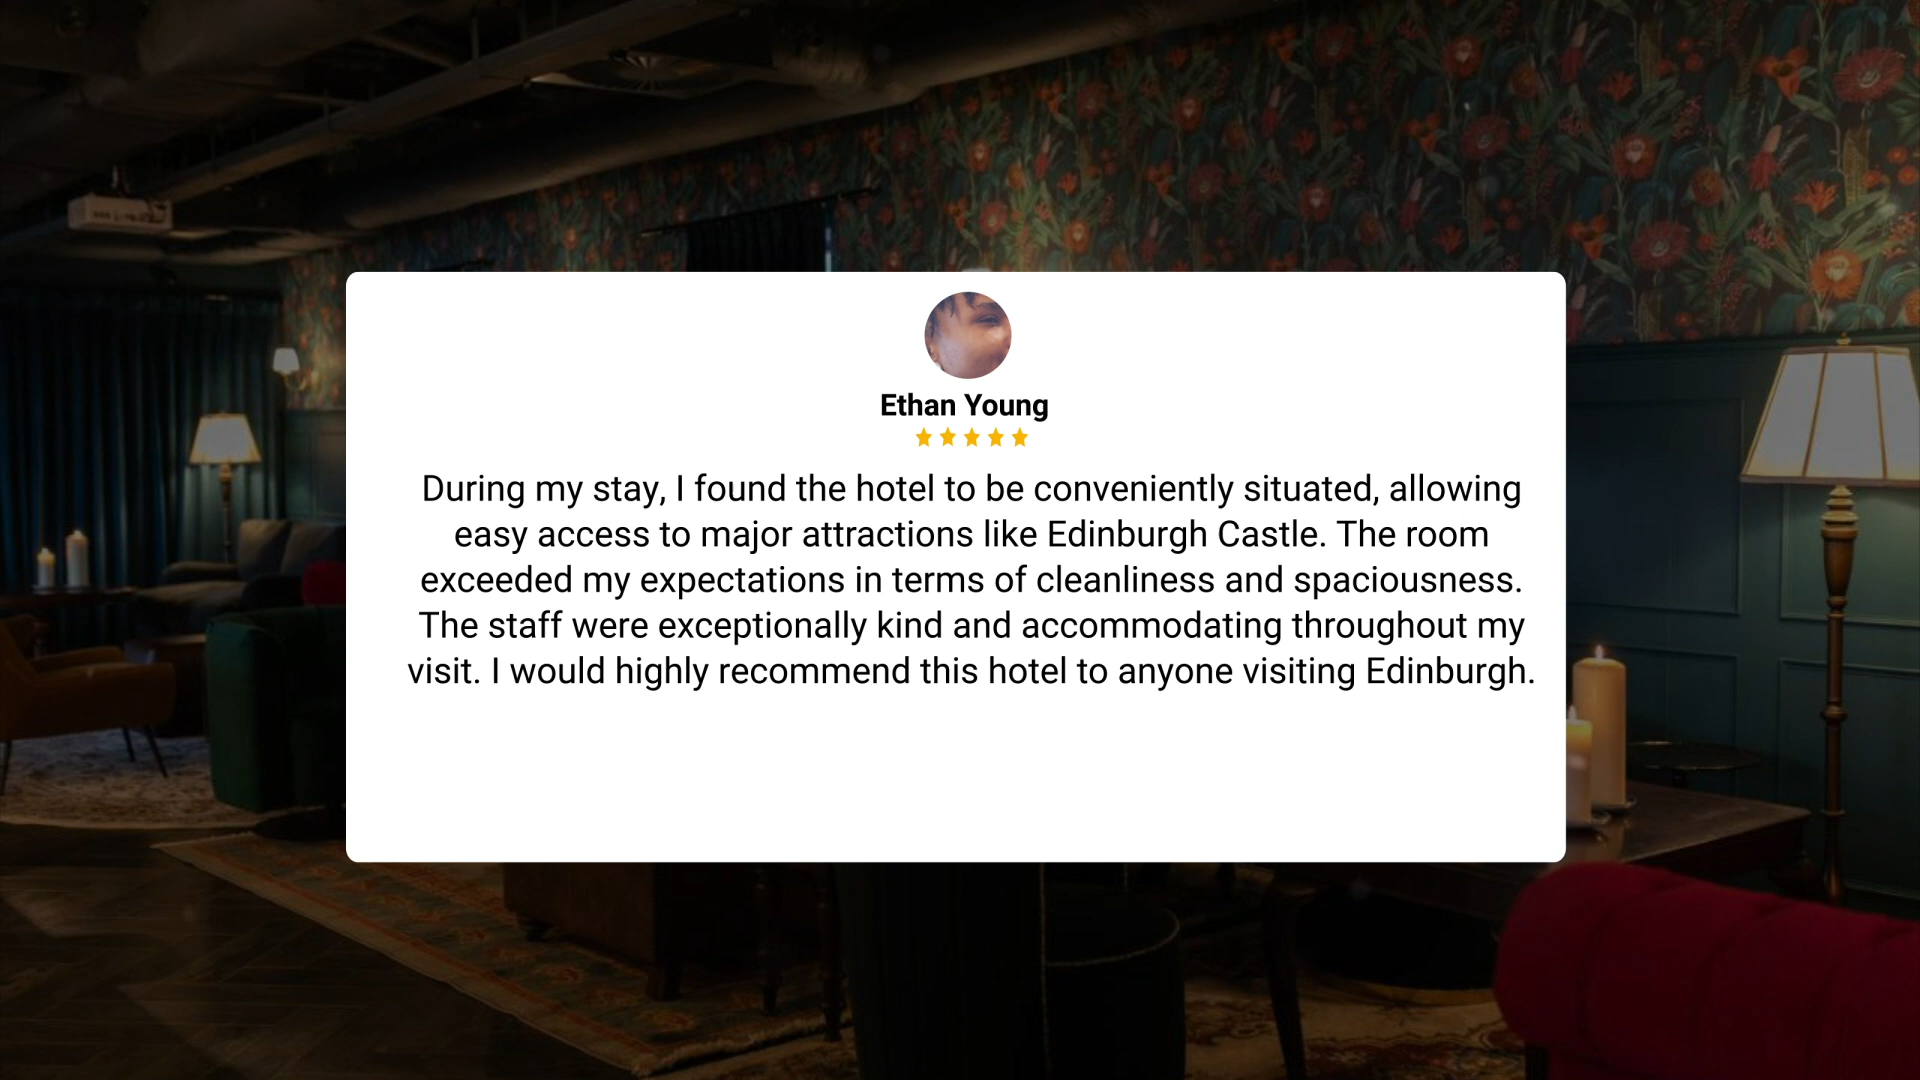 Ethan Young
During my stay, I found the hotel to be conveniently situated, allowing
easy access to major attractions like Edinburgh Castle. The room
exceeded my expectations in terms of cleanliness and spaciousness.
The staff were exceptionally kind and accommodating throughout my
visit. I would highly recommend this hotel to anyone visiting Edinburgh.